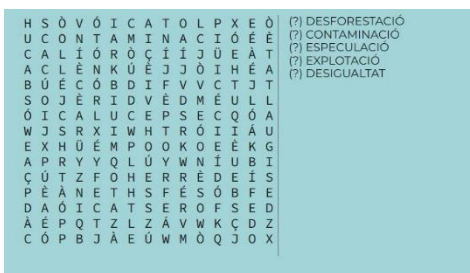 H S Ò V Ó I C A T O L P X E Ò
U C O N T A M I N A C I Ó É È
C A L Í Ó R Ò Ç Í Í J Ü E À T
A C L È N K Ú È J J Ò I H É A
B Ú É C Ó B D I F V V C T J T
S O J È R I D V È D M É U L L
Ó I C A L U C E P S E C Q Ó A
W J S R X I W H T R Ó I I Á U
E X H Ü É M P O O K O E È K G
A P R Y Y Q L Ú Y W N Í U B I
Ç Ú T Z F O H E R R È D E Í S
P È À N E T H S F É S Ó B F E
D A Ó I C A T S E R O F S E D
À É P Q T Z L Z Á V W K Ç D Z
C Ó P B J À E Ú W M Ò Q J O X
(?) DESFORESTACIÓ
(?) CONTAMINACIÓ
(?) ESPECULACIÓ
(?) EXPLOTACIÓ
(?) DESIGUALTAT